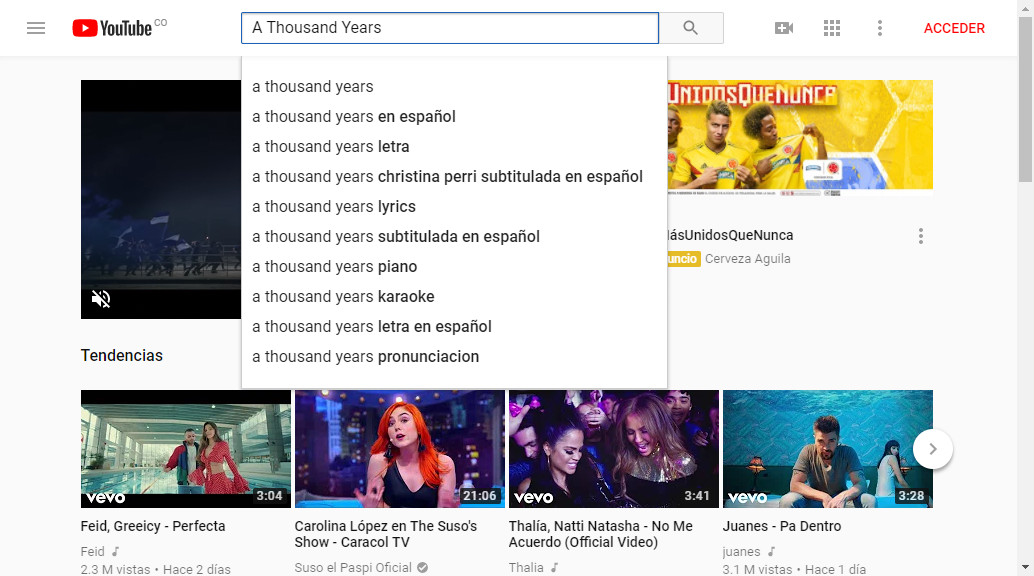 YouTube CO
A Thousand Years
ACCEDER
a thousand years
a thousand years en español
a thousand years letra
a thousand years christina perri subtitulada en español
a thousand years lyrics
a thousand years subtitulada en español
a thousand years piano
a thousand years karaoke
a thousand years letra en español
a thousand years pronunciacion
UNIDOSQUENUNCA
ásUnidosQueNunca
uncio Cerveza Aguila
Tendencias
vevo 3:04
21:06
vevo 3:41
vevo 3:28
Feid, Greeicy - Perfecta
Feid
2.3 M vistas • Hace 2 días
Carolina López en The Suso's
Show - Caracol TV
Suso el Paspi Oficial
Thalía, Natti Natasha - No Me
Acuerdo (Official Video)
Thalia
Juanes - Pa Dentro
juanes
3.1 M vistas • Hace 1 día